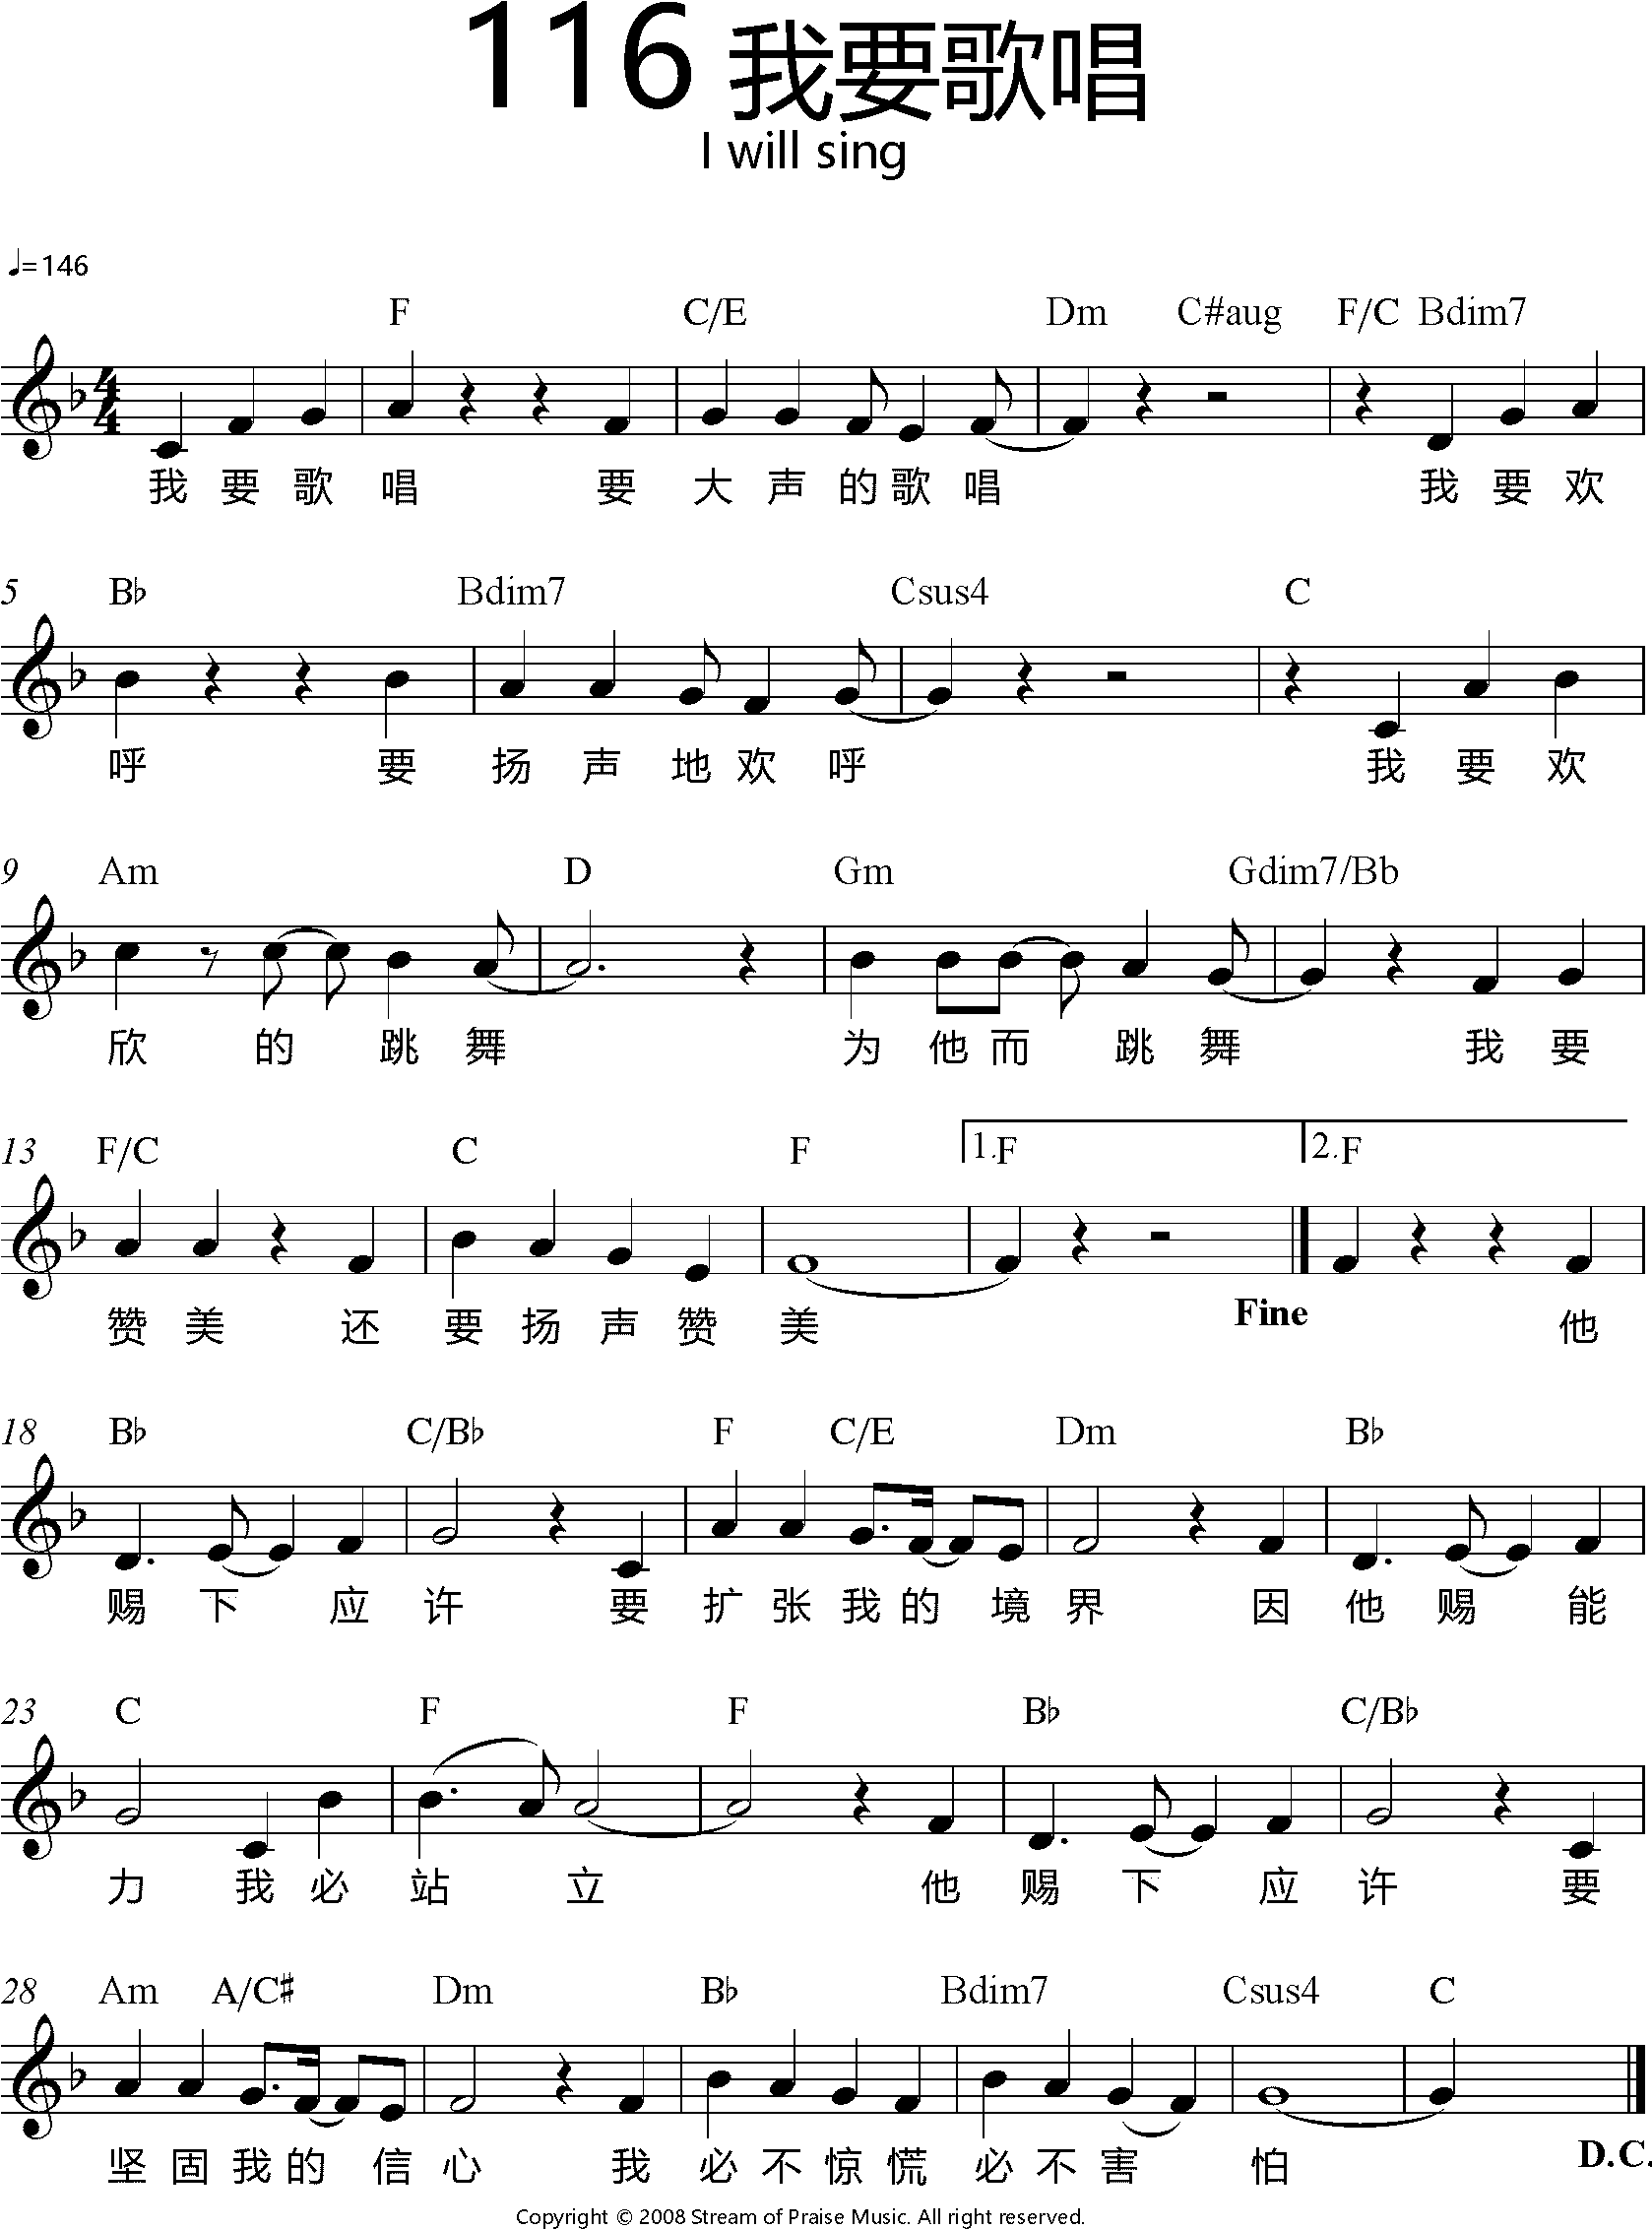 116 我要歌唱
I will sing
♩=146
F C/E Dm C#aug F/C Bdim7
4 4
我 要 歌 唱 要 大 声 的 歌 唱 我 要 欢
5 B♭ Bdim7 Csus4 C
呼 要 扬 声 地 欢 呼 我 要 欢
9 Am D Gm Gdim7/Bb
欣 的 跳 舞 为 他 而 跳 舞 我 要
13 F/C C F 1.F 2.F
Fine
赞 美 还 要 扬 声 赞 美 他
18 B♭ C/B♭ F C/E Dm B♭
赐 下 应 许 要 扩 张 我 的 境 界 因 他 赐 能
23 C F F B♭ C/B♭
力 我 必 站 立 他 赐 下 应 许 要
28 Am A/C♯ Dm B♭ Bdim7 Csus4 C
坚 固 我 的 信 心 我 必 不 惊 慌 必 不 害 怕 D.C.
Copyright © 2008 Stream of Praise Music. All right reserved.